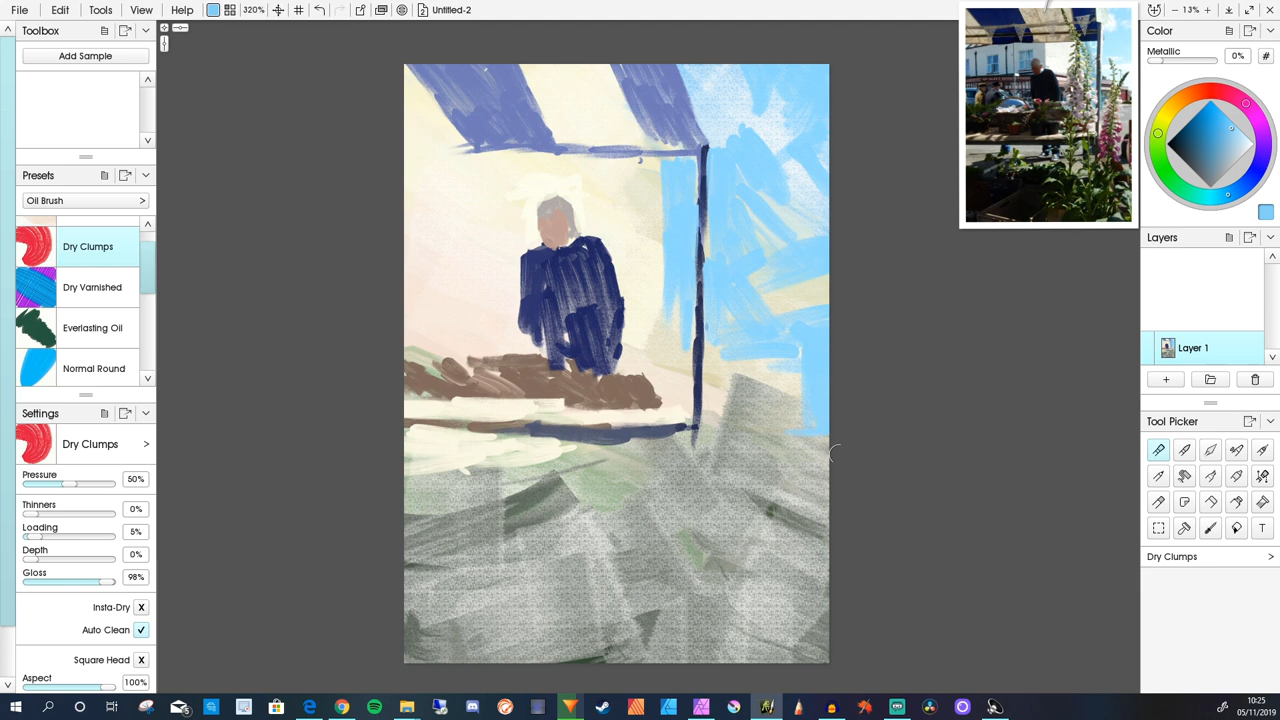 File Edit Tools View Window Help 320% Untitled-2 13%
Toolbox
Add Sample
Presets
Oil Brush >
Dry Clumps
Dry Varnished
Everlasting Oil
Normal Round
Settings
Dry Clumps >
Pressure
50%
Thinners
0%
Loading
5%
Depth
0%
Gloss
98%
Insta-Dry X
Auto Clean ✓
Square Head X
Aspect
100%
Color
Metallic
0% #
Layers
Layer 1
Tool Picker
T
Dry Clumps >
10:25
05/11/2019